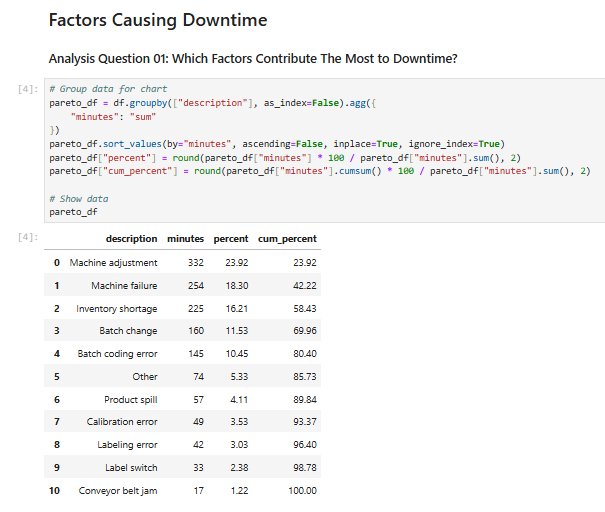 Factors Causing Downtime
Analysis Question 01: Which Factors Contribute The Most to Downtime?
[4]: # Group data for chart
pareto_df = df.groupby(["description"], as_index=False).agg({
    "minutes": "sum"
})
pareto_df.sort_values(by="minutes", ascending=False, inplace=True, ignore_index=True)
pareto_df["percent"] = round(pareto_df["minutes"] * 100 / pareto_df["minutes"].sum(), 2)
pareto_df["cum_percent"] = round(pareto_df["minutes"].cumsum() * 100 / pareto_df["minutes"].sum(), 2)
# Show data
pareto_df
[4]:
description minutes percent cum_percent
0 Machine adjustment 332 23.92 23.92
1 Machine failure 254 18.30 42.22
2 Inventory shortage 225 16.21 58.43
3 Batch change 160 11.53 69.96
4 Batch coding error 145 10.45 80.40
5 Other 74 5.33 85.73
6 Product spill 57 4.11 89.84
7 Calibration error 49 3.53 93.37
8 Labeling error 42 3.03 96.40
9 Label switch 33 2.38 98.78
10 Conveyor belt jam 17 1.22 100.00